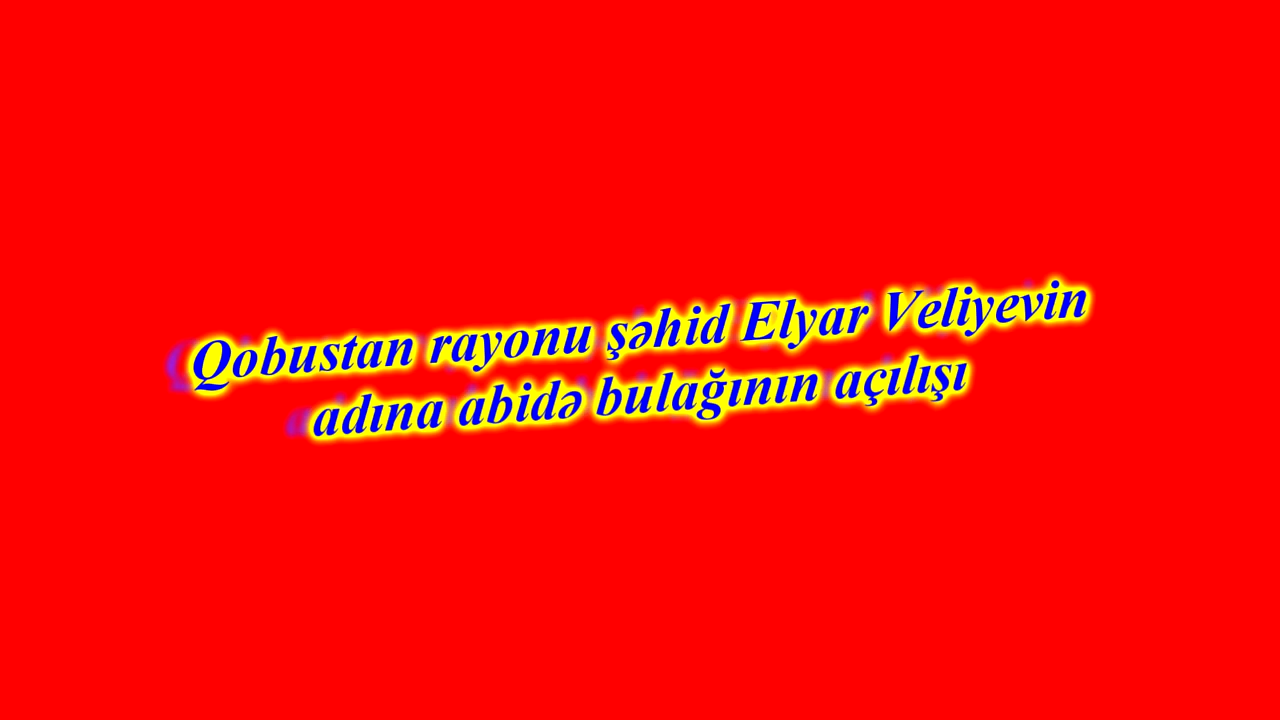 Qobustan rayonu şəhid Elyar Veliyevin
adına abidə bulağının açılışı